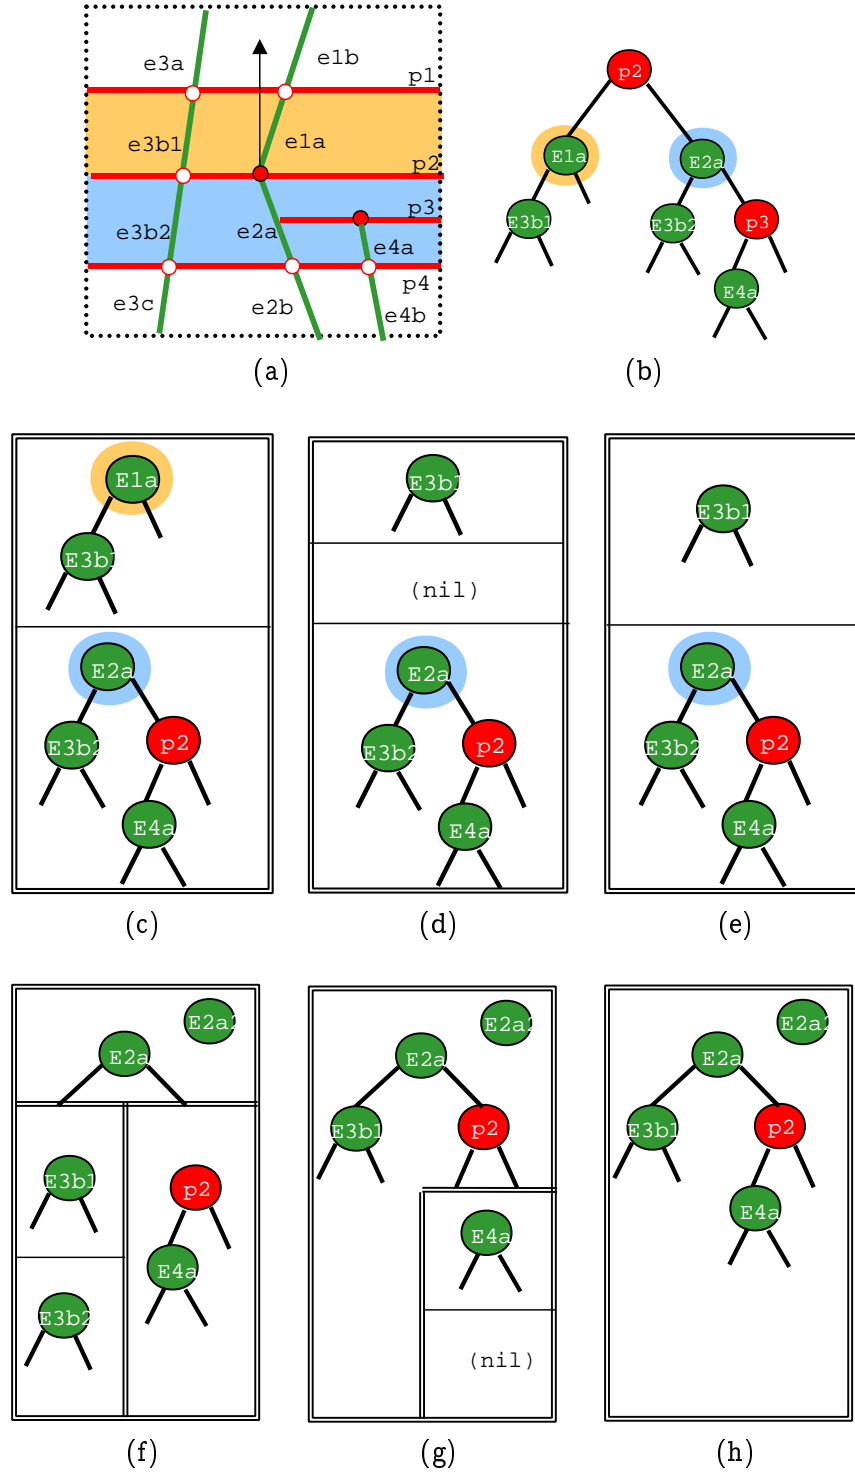 e3a e1b p1
e3b1 e1a p2
p3
e3b2 e2a e4a
p4
e3c e2b e4b
(a)
p2
E1a E2a
E3b1 E3b2 p3
E4a
(b)
E1a
E3b1
E2a
E3b2 p2
E4a
(c)
E3b1
(nil)
E2a
E3b2 p2
E4a
(d)
E3b1
E2a
E3b2 p2
E4a
(e)
E2a2
E2a
E3b1 p2
E4a
E3b2
(f)
E2a2
E2a
E3b1 p2
E4a
(nil)
(g)
E2a2
E2a
E3b1 p2
E4a
(h)